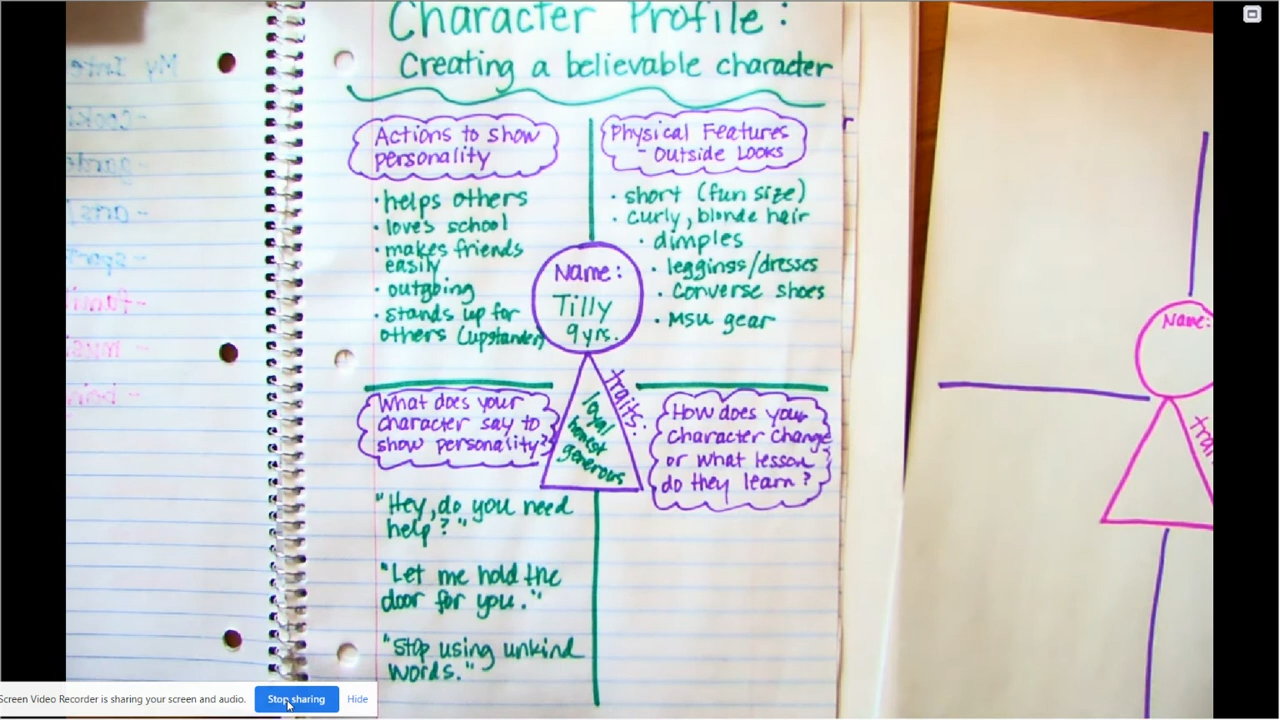 Character Profile:
Creating a believable character
Actions to show
personality
• helps others
• love's school
• makes friends
easily
• outgoing
• stands up for
others (upstander)
Physical Features
- Outside Looks
• short (fun size)
• curly, blonde hair
• dimples
• leggings/dresses
• converse shoes
• MSU gear
Name:
Tilly
9 yrs.
traits:
loyal
honest
generous
What does your
character say to
show personality?
"Hey, do you need
help?"
"Let me hold the
door for you."
"Stop using unkind
words."
How does your
character change
or what lesson
do they learn?
Name:
Screen Video Recorder is sharing your screen and audio.
Stop sharing
Hide